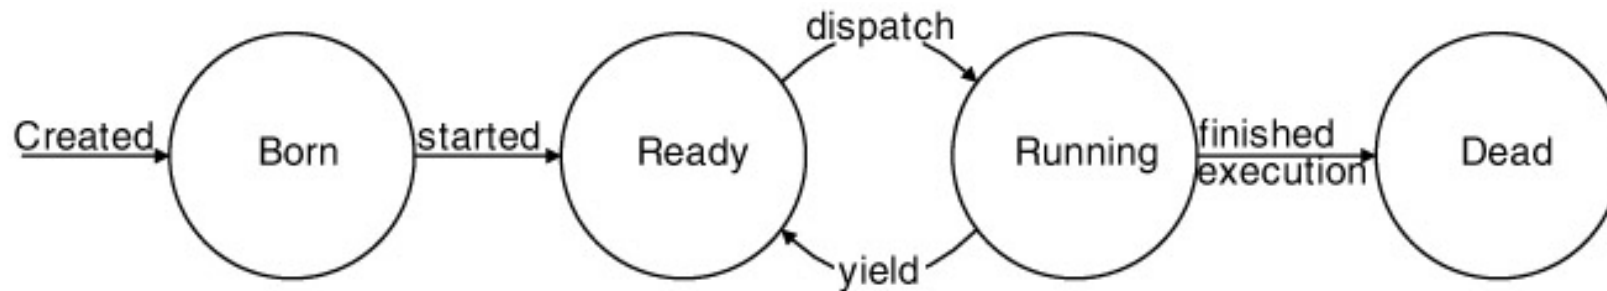 dispatch
Created
Born
started
Ready
Running
finished
execution
Dead
yield